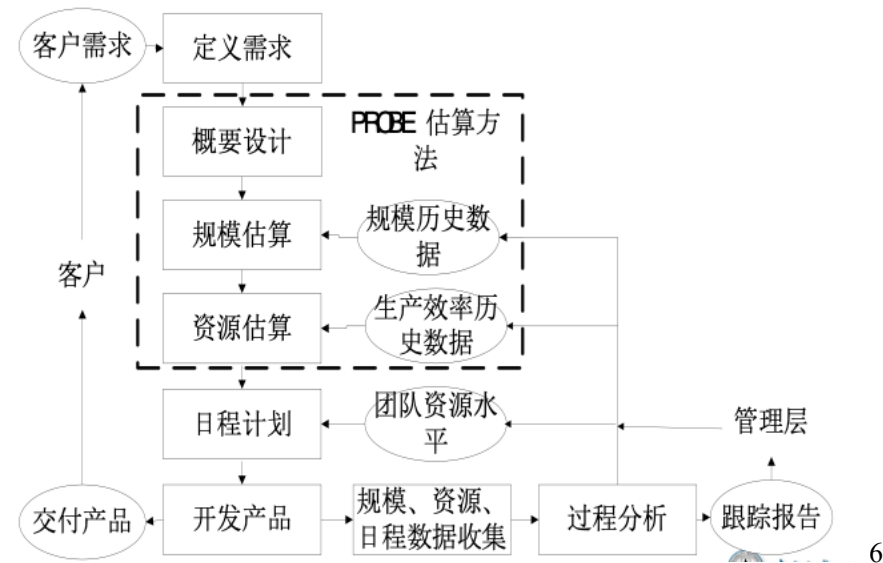 客户需求
定义需求
PROBE 估算方
法
概要设计
规模估算
规模历史数
据
客户
资源估算
生产效率历
史数据
日程计划
团队资源水
平
管理层
交付产品
开发产品
规模、资源、
日程数据收集
过程分析
跟踪报告
6